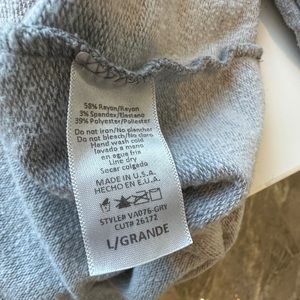 58% Rayon/Rayon
3% Spandex/Elastano
39% Polyester/Poliester
Do not iron/No planchar
Do not bleach/No cloro
Hand wash cold
lavado a mano
en agua fria
Line dry
Secar colgado
MADE IN U.S.A.
HECHO EN E.U.A.
STYLE# VA076-GRY
CUT# 26172
L/GRANDE